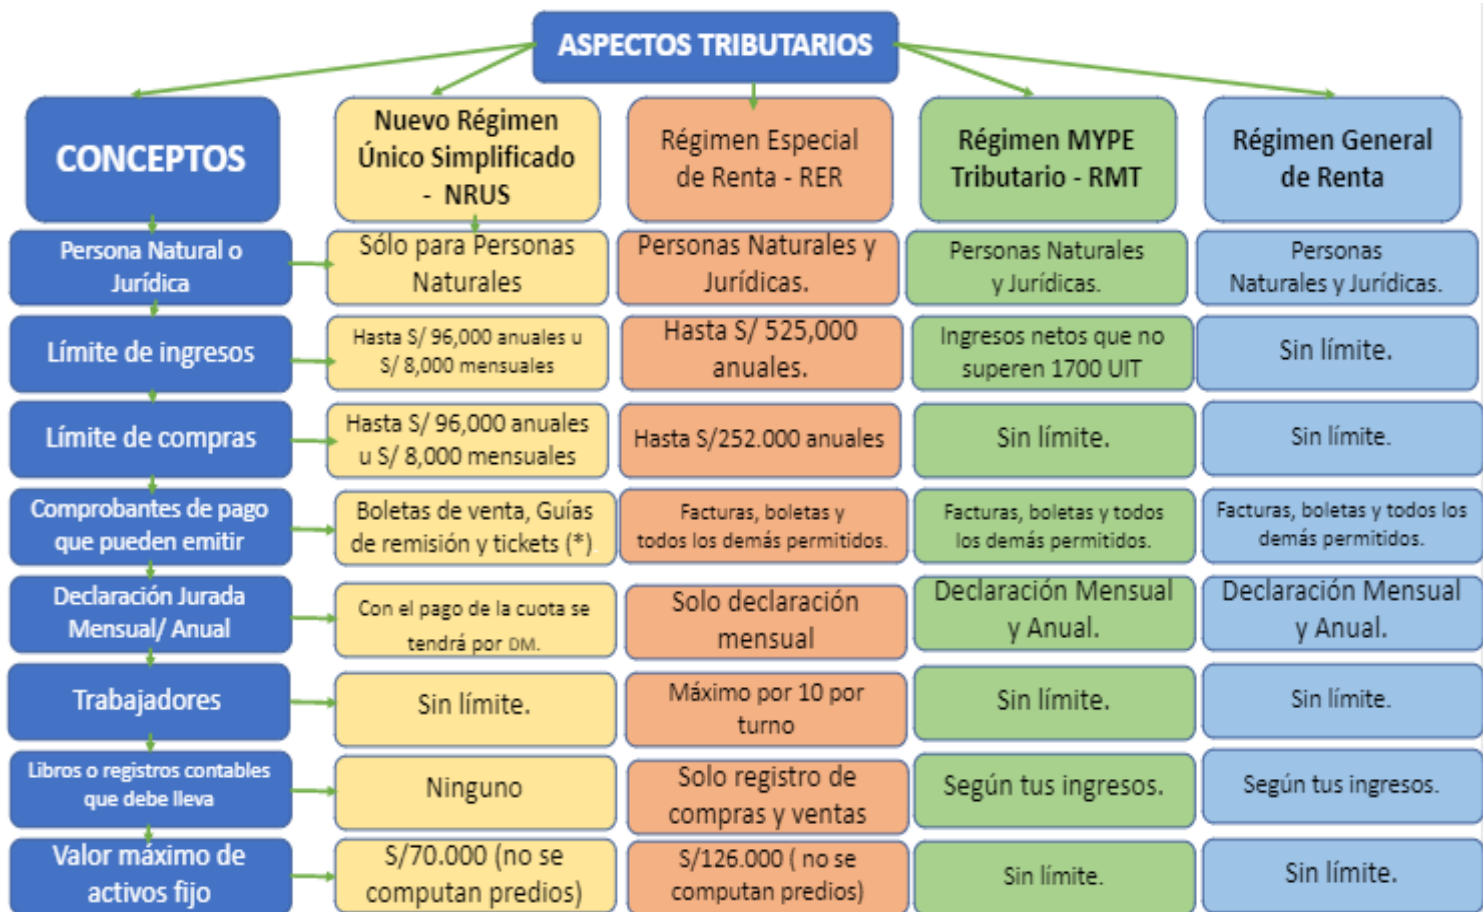 ASPECTOS TRIBUTARIOS
CONCEPTOS
Nuevo Régimen
Único Simplificado
- NRUS
Régimen Especial
de Renta - RER
Régimen MYPE
Tributario - RMT
Régimen General
de Renta
Persona Natural o
Jurídica
Sólo para Personas
Naturales
Personas Naturales y
Jurídicas.
Personas Naturales
y Jurídicas.
Personas
Naturales y Jurídicas.
Límite de ingresos
Hasta S/ 96,000 anuales u
S/ 8,000 mensuales
Hasta S/ 525,000
anuales.
Ingresos netos que no
superen 1700 UIT
Sin límite.
Límite de compras
Hasta S/ 96,000 anuales
u S/ 8,000 mensuales
Hasta S/252.000 anuales
Sin límite.
Sin límite.
Comprobantes de pago
que pueden emitir
Boletas de venta, Guías
de remisión y tickets (*)
Facturas, boletas y
todos los demás permitidos.
Facturas, boletas y todos
los demás permitidos.
Facturas, boletas y todos los
demás permitidos.
Declaración Jurada
Mensual/ Anual
Con el pago de la cuota se
tendrá por DM.
Solo declaración
mensual
Declaración Mensual
y Anual.
Declaración Mensual
y Anual.
Trabajadores
Sin límite.
Máximo por 10 por
turno
Sin límite.
Sin límite.
Libros o registros contables
que debe lleva
Ninguno
Solo registro de
compras y ventas
Según tus ingresos.
Según tus ingresos.
Valor máximo de
activos fijo
S/70.000 (no se
computan predios)
S/126.000 ( no se
computan predios)
Sin límite.
Sin límite.